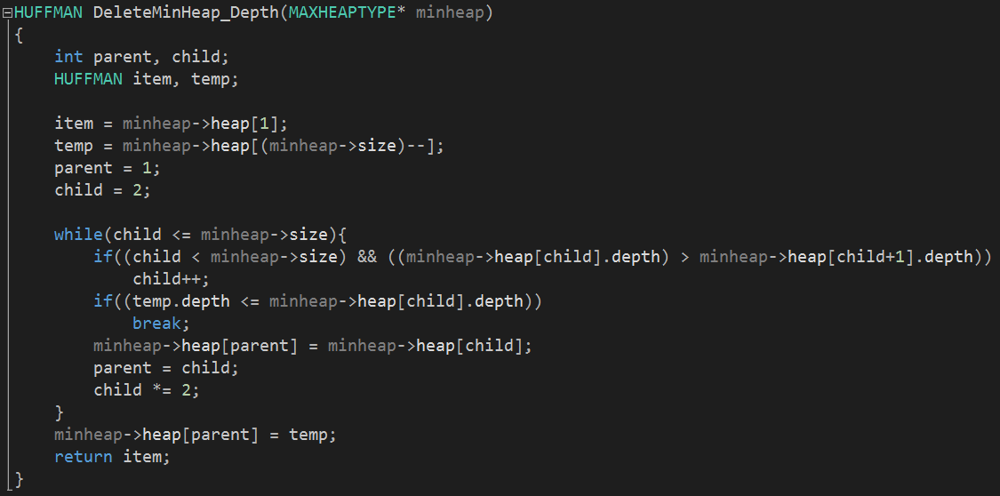 HUFFMAN DeleteMinHeap_Depth(MAXHEAPTYPE* minheap)
{
    int parent, child;
    HUFFMAN item, temp;

    item = minheap->heap[1];
    temp = minheap->heap[(minheap->size)--];
    parent = 1;
    child = 2;

    while(child <= minheap->size){
        if((child < minheap->size) && ((minheap->heap[child].depth) > minheap->heap[child+1].depth))
            child++;
        if((temp.depth <= minheap->heap[child].depth))
            break;
        minheap->heap[parent] = minheap->heap[child];
        parent = child;
        child *= 2;
    }
    minheap->heap[parent] = temp;
    return item;
}